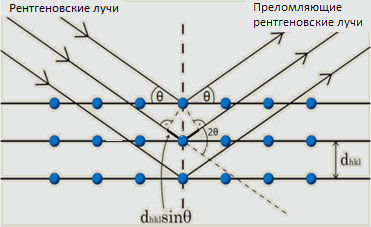 Рентгеновские лучи
Преломляющие
рентгеновские лучи
θ
θ
2θ
dhkl
dhklsinθ